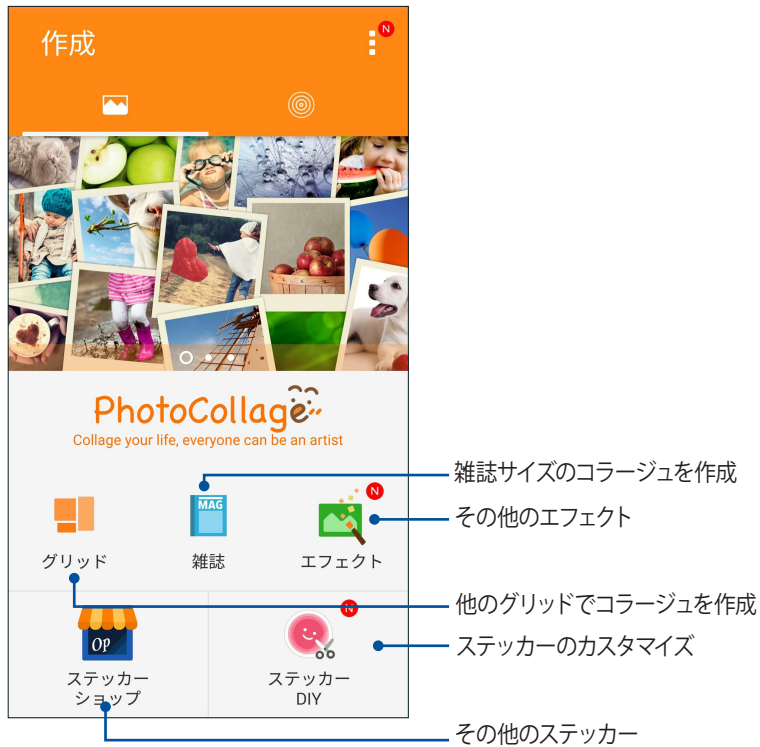 作成
N
PhotoCollage
Collage your life, everyone can be an artist
雑誌サイズのコラージュを作成
MAG
N
その他のエフェクト
グリッド
雑誌
エフェクト
他のグリッドでコラージュを作成
N
OP
ステッカーのカスタマイズ
ステッカー
ショップ
ステッカー
DIY
その他のステッカー